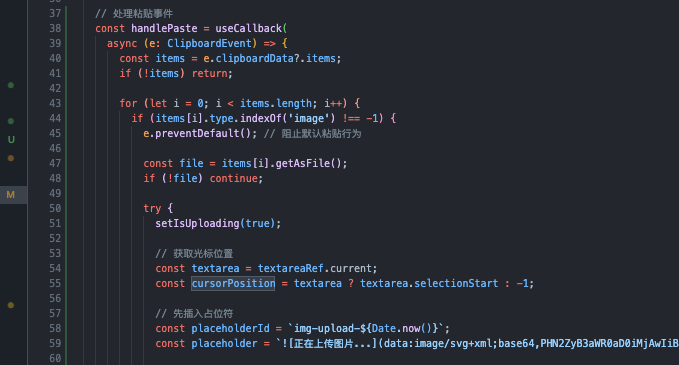 37 // 处理粘贴事件
38 const handlePaste = useCallback(
39 async (e: ClipboardEvent) => {
40 const items = e.clipboardData?.items;
41 if (!items) return;
42
43 for (let i = 0; i < items.length; i++) {
44 if (items[i].type.indexOf('image') !== -1) {
U 45 e.preventDefault(); // 阻止默认粘贴行为
46
47 const file = items[i].getAsFile();
48 if (!file) continue;
M 49
50 try {
51 setIsUploading(true);
52
53 // 获取光标位置
54 const textarea = textareaRef.current;
55 const cursorPosition = textarea ? textarea.selectionStart : -1;
56
57 // 先插入占位符
58 const placeholderId = `img-upload-${Date.now()}`;
59 const placeholder = `![正在上传图片...](data:image/svg+xml;base64,PHN2ZyB3aWR0aD0iMjAwIiB
60